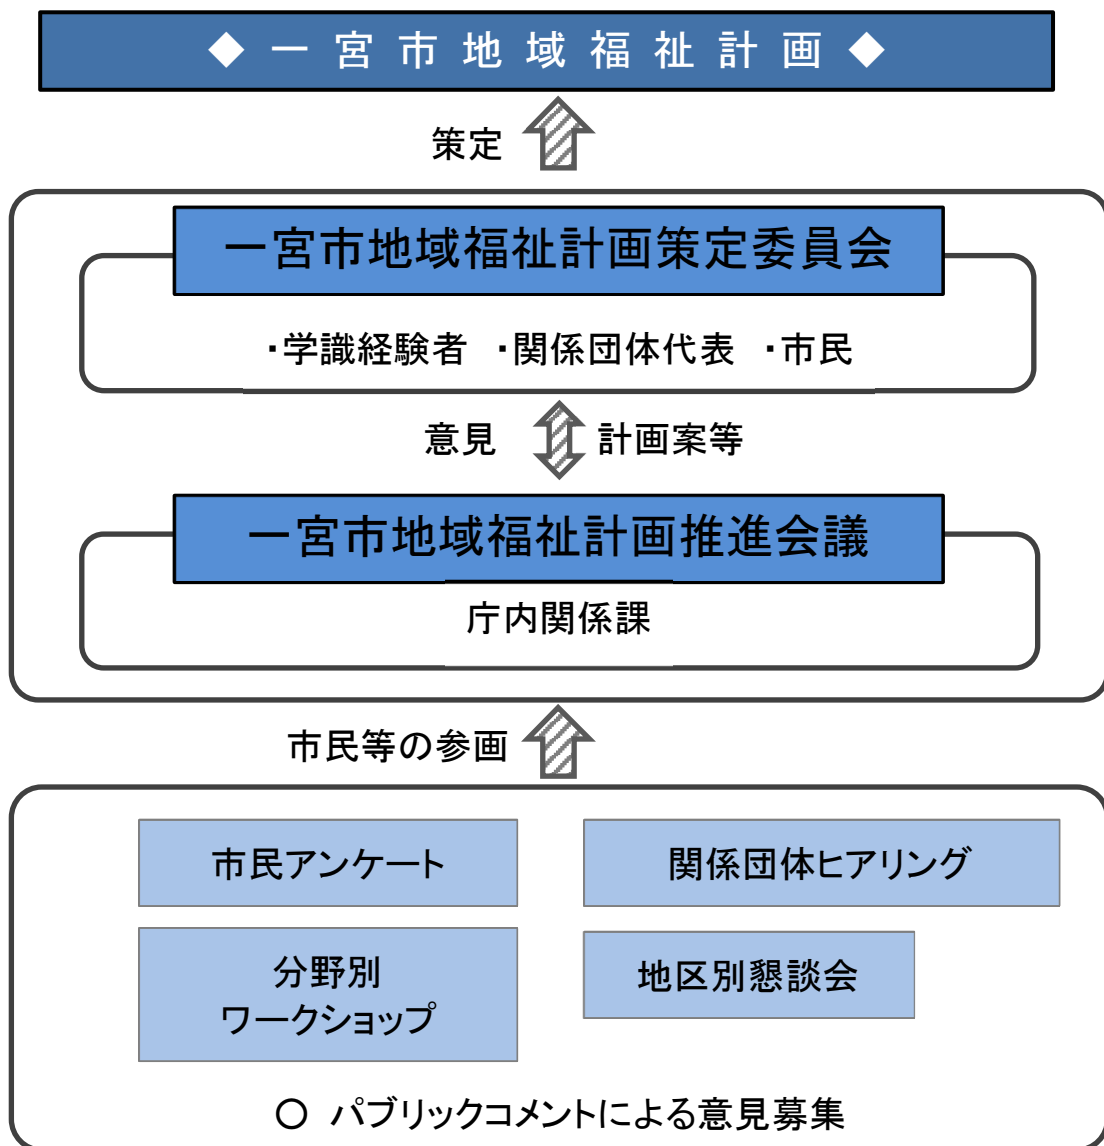 ◆一宮市地域福祉計画◆
策定
一宮市地域福祉計画策定委員会
・学識経験者 ・関係団体代表 ・市民
意見 計画案等
一宮市地域福祉計画推進会議
庁内関係課
市民等の参画
市民アンケート
関係団体ヒアリング
分野別
ワークショップ
地区別懇談会
○ パブリックコメントによる意見募集